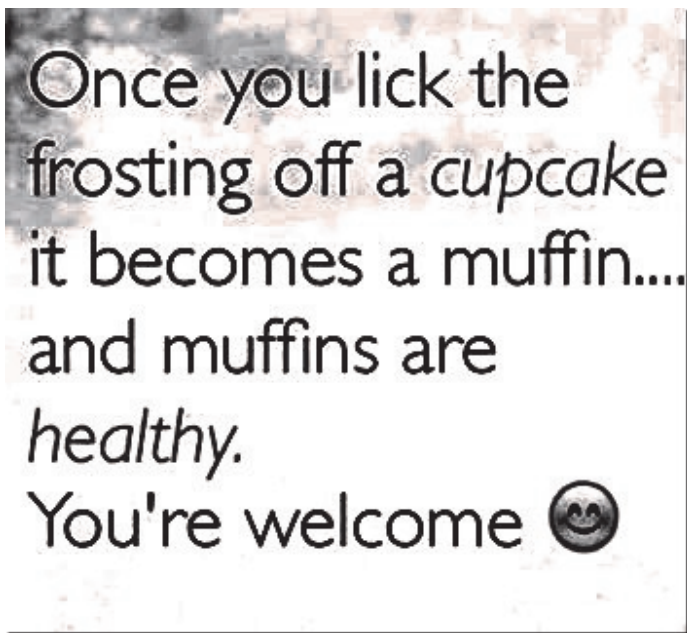 Once you lick the
frosting off a cupcake
it becomes a muffin....
and muffins are
healthy.
You're welcome 😊